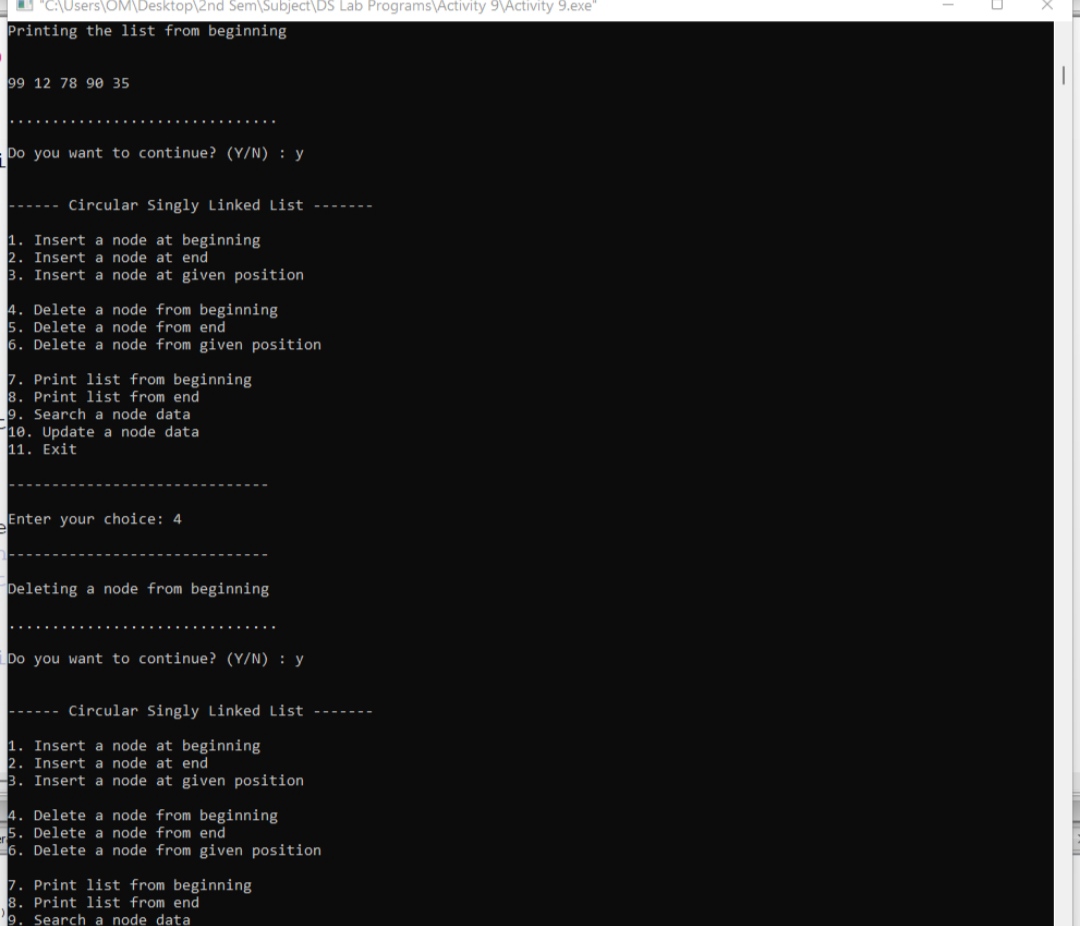 "C:\Users\OM\Desktop\2nd Sem\Subject\DS Lab Programs\Activity 9\Activity 9.exe"
Printing the list from beginning
99 12 78 90 35
...............................
Do you want to continue? (Y/N) : y
------ Circular Singly Linked List -------
1. Insert a node at beginning
2. Insert a node at end
3. Insert a node at given position
4. Delete a node from beginning
5. Delete a node from end
6. Delete a node from given position
7. Print list from beginning
8. Print list from end
9. Search a node data
10. Update a node data
11. Exit
------------------------------
Enter your choice: 4
------------------------------
Deleting a node from beginning
...............................
Do you want to continue? (Y/N) : y
------ Circular Singly Linked List -------
1. Insert a node at beginning
2. Insert a node at end
3. Insert a node at given position
4. Delete a node from beginning
5. Delete a node from end
6. Delete a node from given position
7. Print list from beginning
8. Print list from end
9. Search a node data